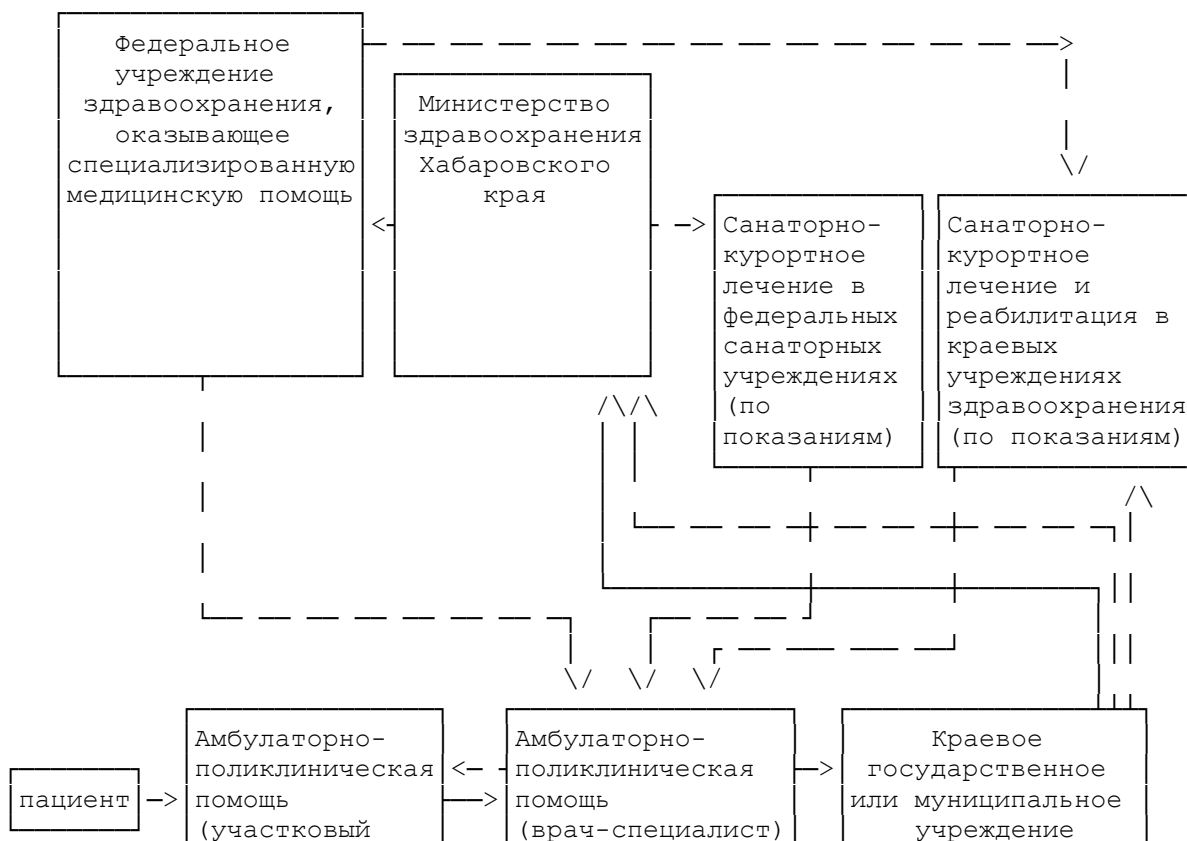 Федеральное
учреждение
здравоохранения,
оказывающее
специализированную
медицинскую помощь
Министерство
здравоохранения
Хабаровского
края
Санаторно-
курортное
лечение в
федеральных
санаторных
учреждениях
(по
показаниям)
Санаторно-
курортное
лечение и
реабилитация в
краевых
учреждениях
здравоохранения
(по показаниям)
пациент
Амбулаторно-
поликлиническая
помощь
(участковый
Амбулаторно-
поликлиническая
помощь
(врач-специалист)
Краевое
государственное
или муниципальное
учреждение